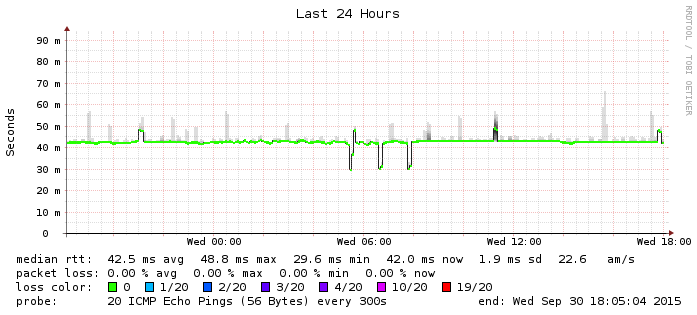 Last 24 Hours
RRDTOOL / TOBI OETIKER
Seconds
90 m
80 m
70 m
60 m
50 m
40 m
30 m
20 m
10 m
0
Wed 00:00 Wed 06:00 Wed 12:00 Wed 18:00
median rtt: 42.5 ms avg 48.8 ms max 29.6 ms min 42.0 ms now 1.9 ms sd 22.6 am/s
packet loss: 0.00 % avg 0.00 % max 0.00 % min 0.00 % now
loss color: 0 1/20 2/20 3/20 4/20 10/20 19/20
probe: 20 ICMP Echo Pings (56 Bytes) every 300s end: Wed Sep 30 18:05:04 2015